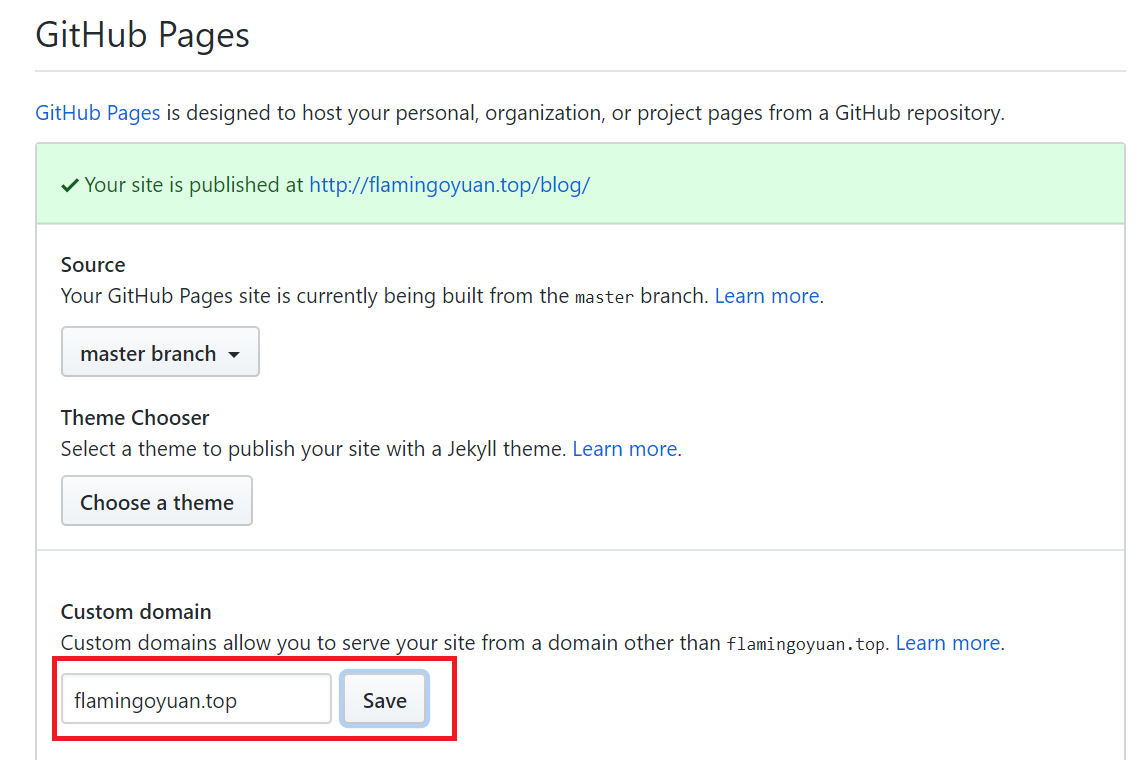 GitHub Pages
GitHub Pages is designed to host your personal, organization, or project pages from a GitHub repository.
Your site is published at http://flamingoyuan.top/blog/
Source
Your GitHub Pages site is currently being built from the master branch. Learn more.
master branch
Theme Chooser
Select a theme to publish your site with a Jekyll theme. Learn more.
Choose a theme
Custom domain
Custom domains allow you to serve your site from a domain other than flamingoyuan.top. Learn more.
flamingoyuan.top Save